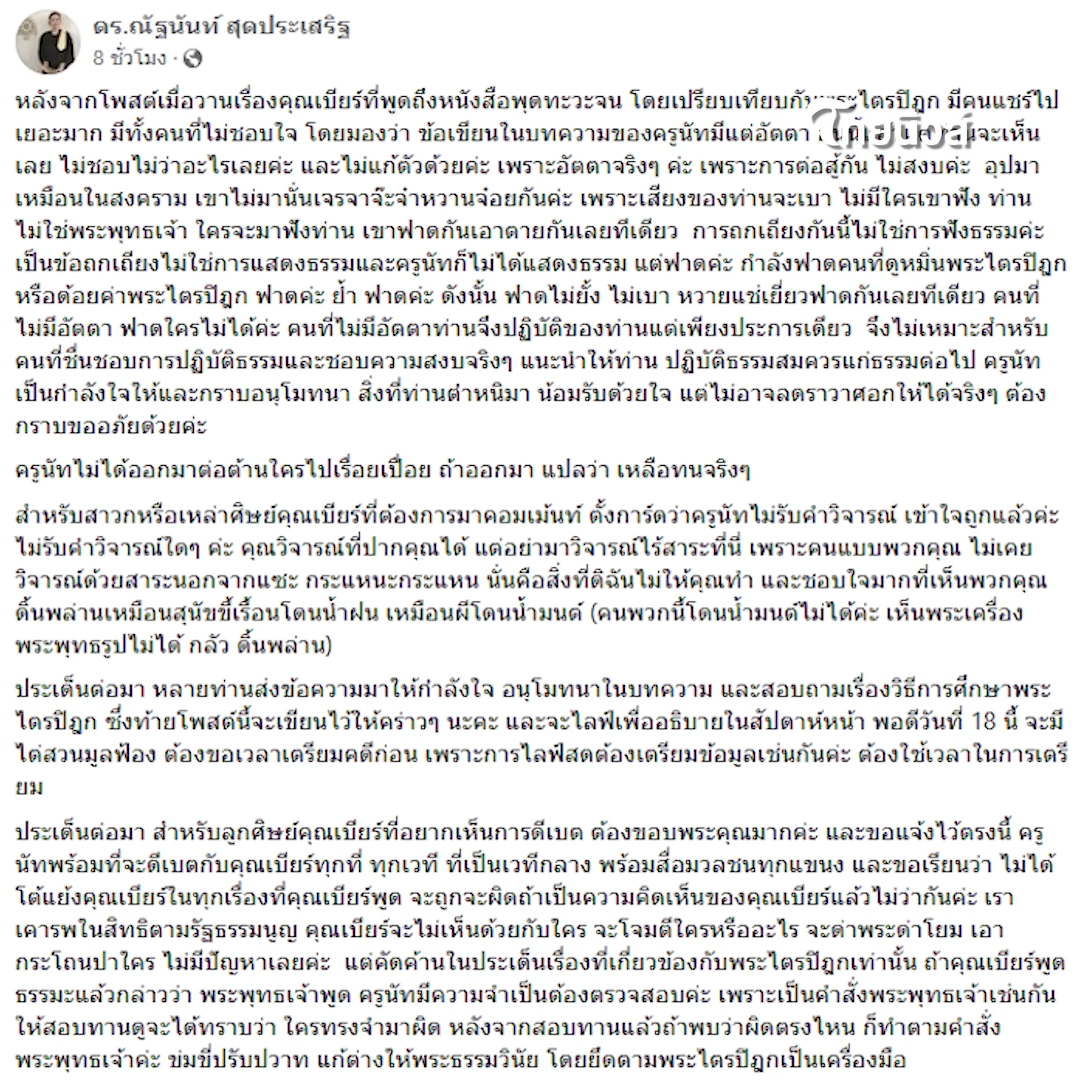 ดร.ณัฐนันท์ สุดประเสริฐ
8 ชั่วโมง ·
หลังจากโพสต์เมื่อวานเรื่องคุณเบียร์ที่พูดถึงหนังสือพุดทะวะจน โดยเปรียบเทียบกับพระไตรปิฎก มีคนแชร์ไป
ไทยนิวส์
เยอะมาก มีทั้งคนที่ไม่ชอบใจ โดยมองว่า ข้อเขียนในบทความของครูนัทมีแต่อัตตา จะเห็น
เลย ไม่ชอบไม่ว่าอะไรเลยค่ะ และไม่แก้ตัวด้วยค่ะ เพราะอัตตาจริงๆ ค่ะ เพราะการต่อสู้กัน ไม่สงบค่ะ อุปมา
เหมือนในสงคราม เขาไม่มานั่นเจรจาจ๊ะจ๋าหวานจ๋อยกันค่ะ เพราะเสียงของท่านจะเบา ไม่มีใครเขาฟัง ท่าน
ไม่ใช่พระพุทธเจ้า ใครจะมาฟังท่าน เขาฟาดกันเอาตายกันเลยทีเดียว การถกเถียงกันนี้ไม่ใช่การฟังธรรมค่ะ
เป็นข้อถกเถียงไม่ใช่การแสดงธรรมและครูนัทก็ไม่ได้แสดงธรรม แต่ฟาดค่ะ กำลังฟาดคนที่ดูหมิ่นพระไตรปิฎก
หรือด้อยค่าพระไตรปิฎก ฟาดค่ะ ย้ำ ฟาดค่ะ ดังนั้น ฟาดไม่ยั้ง ไม่เบา หวายแช่เยี่ยวฟาดกันเลยทีเดียว คนที่
ไม่มีอัตตา ฟาดใครไม่ได้ค่ะ คนที่ไม่มีอัตตาท่านจึงปฏิบัติของท่านแต่เพียงประการเดียว จึงไม่เหมาะสำหรับ
คนที่ชื่นชอบการปฏิบัติธรรมและชอบความสงบจริงๆ แนะนำให้ท่าน ปฏิบัติธรรมสมควรแก่ธรรมต่อไป ครูนัท
เป็นกำลังใจให้และกราบอนุโมทนา สิ่งที่ท่านตำหนิมา น้อมรับด้วยใจ แต่ไม่อาจลดราวาศอกให้ได้จริงๆ ต้อง
กราบขออภัยด้วยค่ะ
ครูนัทไม่ได้ออกมาต่อต้านใครไปเรื่อยเปื่อย ถ้าออกมา แปลว่า เหลือทนจริงๆ
สำหรับสาวกหรือเหล่าศิษย์คุณเบียร์ที่ต้องการมาคอมเม้นท์ ตั้งการ์ดว่าครูนัทไม่รับคำวิจารณ์ เข้าใจถูกแล้วค่ะ
ไม่รับคำวิจารณ์ใดๆ ค่ะ คุณวิจารณ์ที่ปากคุณได้ แต่อย่ามาวิจารณ์ไร้สาระที่นี่ เพราะคนแบบพวกคุณ ไม่เคย
วิจารณ์ด้วยสาระนอกจากแซะ กระแหนะกระแหน นั่นคือสิ่งที่ดิฉันไม่ให้คุณทำ และชอบใจมากที่เห็นพวกคุณ
ดิ้นพล่านเหมือนสุนัขขี้เรื้อนโดนน้ำฝน เหมือนผีโดนน้ำมนต์ (คนพวกนี้โดนน้ำมนต์ไม่ได้ค่ะ เห็นพระเครื่อง
พระพุทธรูปไม่ได้ กลัว ดิ้นพล่าน)
ประเด็นต่อมา หลายท่านส่งข้อความมาให้กำลังใจ อนุโมทนาในบทความ และสอบถามเรื่องวิธีการศึกษาพระ
ไตรปิฎก ซึ่งท้ายโพสต์นี้จะเขียนไว้ให้คร่าวๆ นะคะ และจะไลฟ์เพื่ออธิบายในสัปดาห์หน้า พอดีวันที่ 18 นี้ จะมี
ไต่สวนมูลฟ้อง ต้องขอเวลาเตรียมคดีก่อน เพราะการไลฟ์สดต้องเตรียมข้อมูลเช่นกันค่ะ ต้องใช้เวลาในการเตรี
ยม
ประเด็นต่อมา สำหรับลูกศิษย์คุณเบียร์ที่อยากเห็นการดีเบต ต้องขอบพระคุณมากค่ะ และขอแจ้งไว้ตรงนี้ ครู
นัทพร้อมที่จะดีเบตกับคุณเบียร์ทุกที่ ทุกเวที ที่เป็นเวทีกลาง พร้อมสื่อมวลชนทุกแขนง และขอเรียนว่า ไม่ได้
โต้แย้งคุณเบียร์ในทุกเรื่องที่คุณเบียร์พูด จะถูกจะผิดถ้าเป็นความคิดเห็นของคุณเบียร์แล้วไม่ว่ากันค่ะ เรา
เคารพในสิทธิตามรัฐธรรมนูญ คุณเบียร์จะไม่เห็นด้วยกับใคร จะโจมตีใครหรืออะไร จะด่าพระด่าโยม เอา
กระโถนปาใคร ไม่มีปัญหาเลยค่ะ แต่คัดค้านในประเด็นเรื่องที่เกี่ยวข้องกับพระไตรปิฎกเท่านั้น ถ้าคุณเบียร์พูด
ธรรมะแล้วกล่าวว่า พระพุทธเจ้าพูด ครูนัทมีความจำเป็นต้องตรวจสอบค่ะ เพราะเป็นคำสั่งพระพุทธเจ้าเช่นกัน
ให้สอบทานดูจะได้ทราบว่า ใครทรงจำมาผิด หลังจากสอบทานแล้วถ้าพบว่าผิดตรงไหน ก็ทำตามคำสั่ง
พระพุทธเจ้าค่ะ ข่มขี่ปรับปวาท แก้ต่างให้พระธรรมวินัย โดยยึดตามพระไตรปิฎกเป็นเครื่องมือ